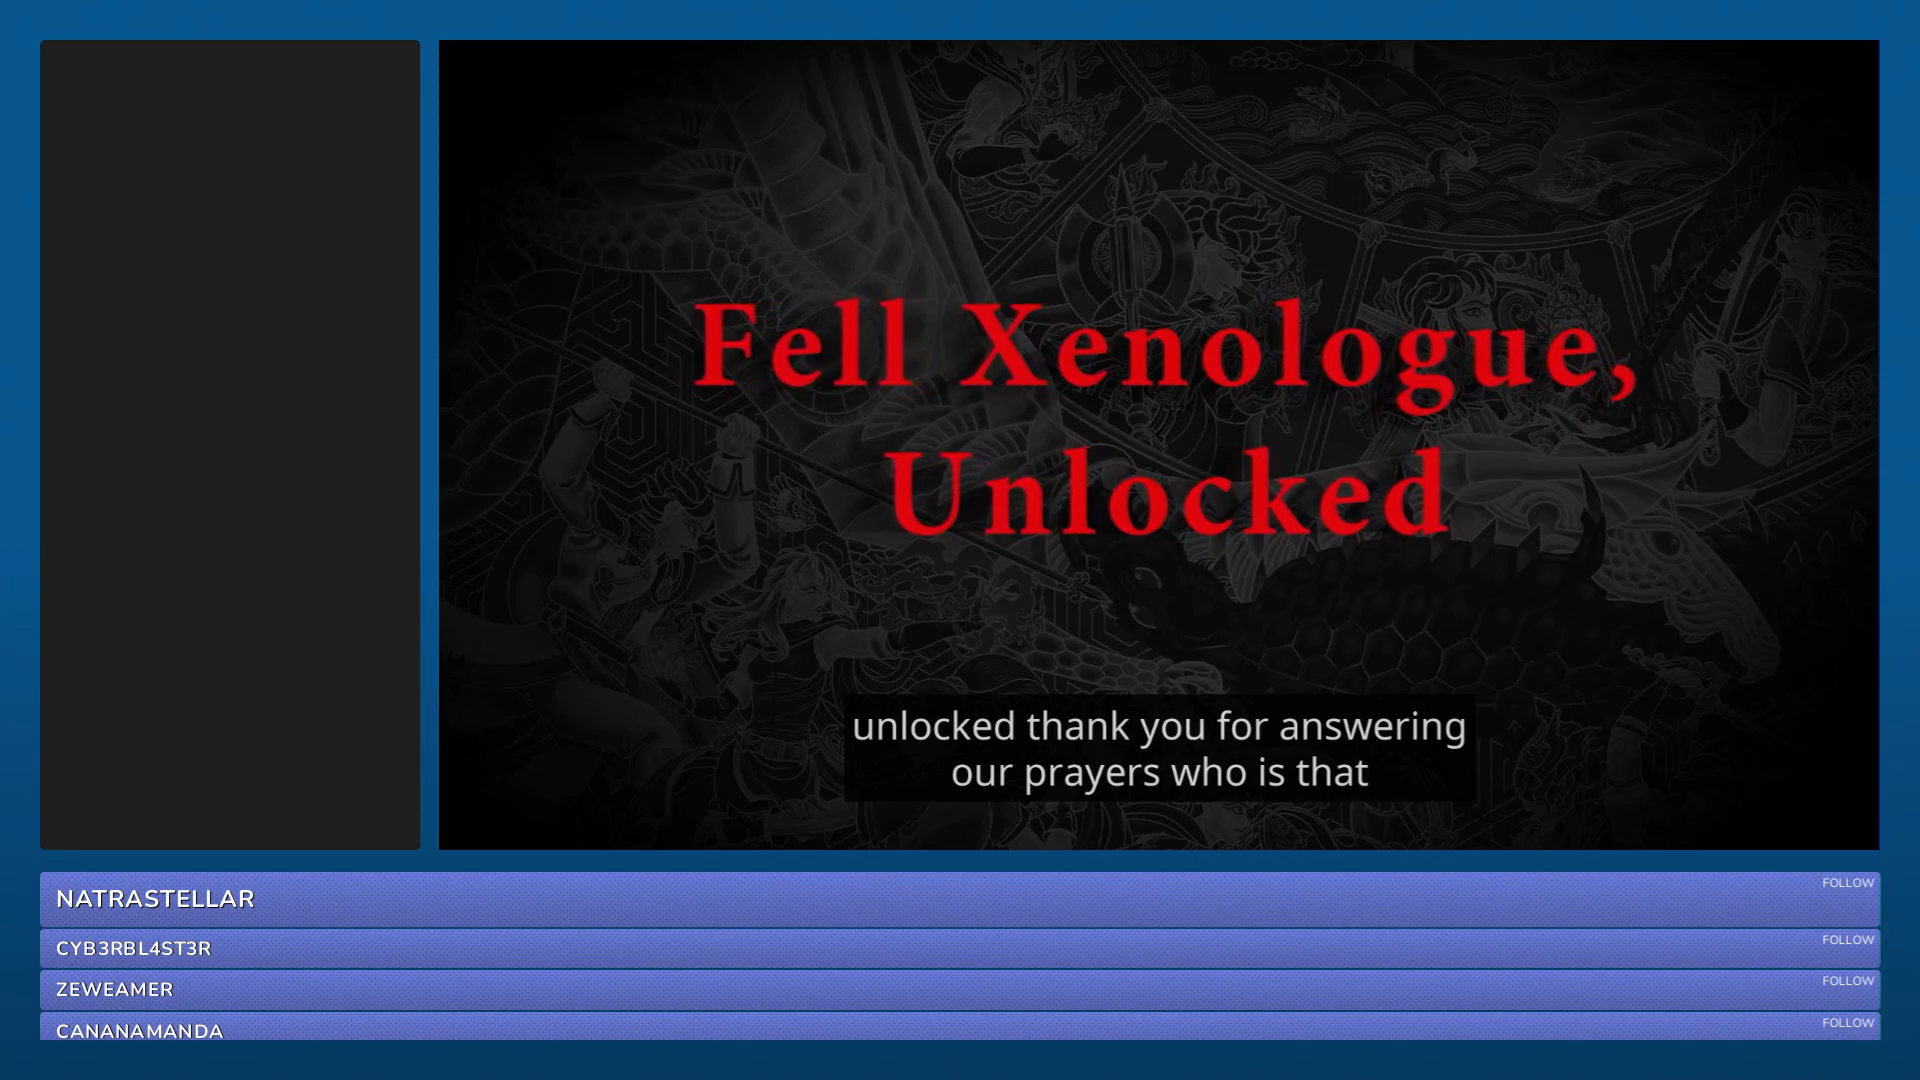 Fell Xenologue,
Unlocked
unlocked thank you for answering
our prayers who is that
NATRASTELLAR
FOLLOW
CYB3RBL4ST3R
FOLLOW
ZEWEAMER
FOLLOW
CANANAMANDA
FOLLOW